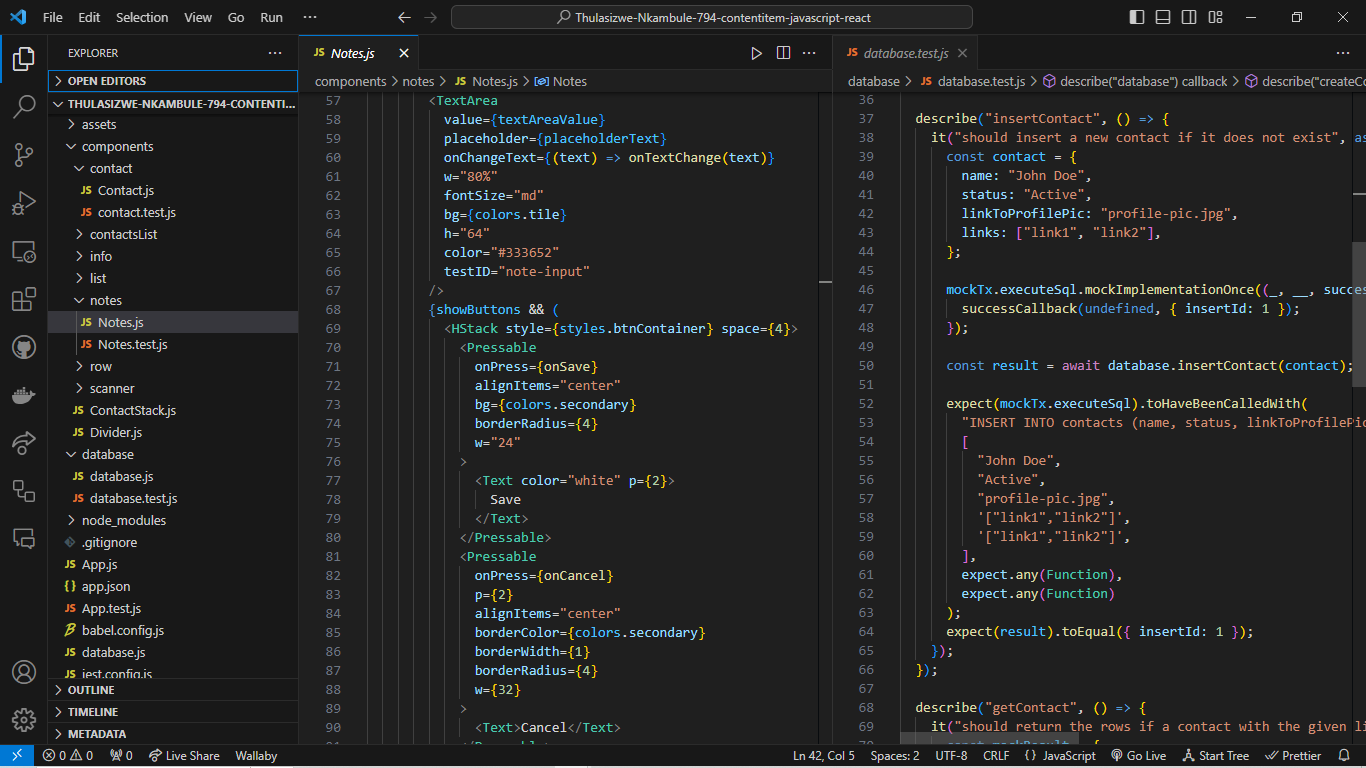 File Edit Selection View Go Run ··· Thulasizwe-Nkambule-794-contentitem-javascript-react
EXPLORER
OPEN EDITORS
THULASIZWE-NKAMBULE-794-CONTENTI...
assets
components
contact
JS Contact.js
JS contact.test.js
contactsList
info
list
notes
JS Notes.js
JS Notes.test.js
row
scanner
JS ContactStack.js
JS Divider.js
database
JS database.js
JS database.test.js
node_modules
.gitignore
JS App.js
{} app.json
JS App.test.js
babel.config.js
JS database.js
JS jest.config.js
OUTLINE
TIMELINE
METADATA
JS Notes.js
components > notes > JS Notes.js > Notes
57 <TextArea
58 value={textAreaValue}
59 placeholder={placeholderText}
60 onChangeText={(text) => onTextChange(text)}
61 w="80%"
62 fontSize="md"
63 bg={colors.tile}
64 h="64"
65 color="#333652"
66 testID="note-input"
67 />
68 {showButtons && (
69 <HStack style={styles.btnContainer} space={4}>
70 <Pressable
71 onPress={onSave}
72 alignItems="center"
73 bg={colors.secondary}
74 borderRadius={4}
75 w="24"
76 >
77 <Text color="white" p={2}>
78 Save
79 </Text>
80 </Pressable>
81 <Pressable
82 onPress={onCancel}
83 p={2}
84 alignItems="center"
85 borderColor={colors.secondary}
86 borderWidth={1}
87 borderRadius={4}
88 w={32}
89 >
90 <Text>Cancel</Text>
91 </Pressable>
JS database.test.js
database > JS database.test.js > describe("database") callback > describe("createCo
36
37 describe("insertContact", () => {
38 it("should insert a new contact if it does not exist", as
39 const contact = {
40 name: "John Doe",
41 status: "Active",
42 linkToProfilePic: "profile-pic.jpg",
43 links: ["link1", "link2"],
44 };
45
46 mockTx.executeSql.mockImplementationOnce((_, __, succes
47 successCallback(undefined, { insertId: 1 });
48 });
49
50 const result = await database.insertContact(contact);
51
52 expect(mockTx.executeSql).toHaveBeenCalledWith(
53 "INSERT INTO contacts (name, status, linkToProfilePic
54 [
55 "John Doe",
56 "Active",
57 "profile-pic.jpg",
58 '["link1","link2"]',
59 '["link1","link2"]',
60 ],
61 expect.any(Function),
62 expect.any(Function)
63 );
64 expect(result).toEqual({ insertId: 1 });
65 });
66 });
67
68 describe("getContact", () => {
69 it("should return the rows if a contact with the given li
0 0 0 Live Share Wallaby Ln 42, Col 5 Spaces: 2 UTF-8 CRLF {} JavaScript Go Live Start Tree Prettier